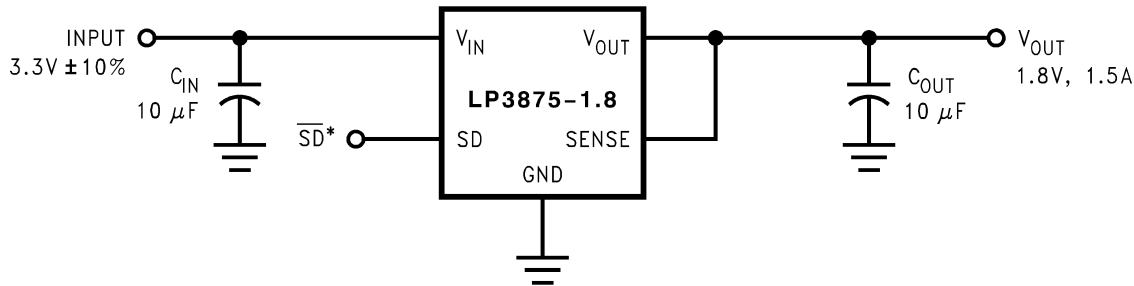 INPUT
3.3V ±10%
C_IN
10 μF
V_IN
V_OUT
LP3875-1.8
S̅D̅*
SD
SENSE
GND
C_OUT
10 μF
V_OUT
1.8V, 1.5A